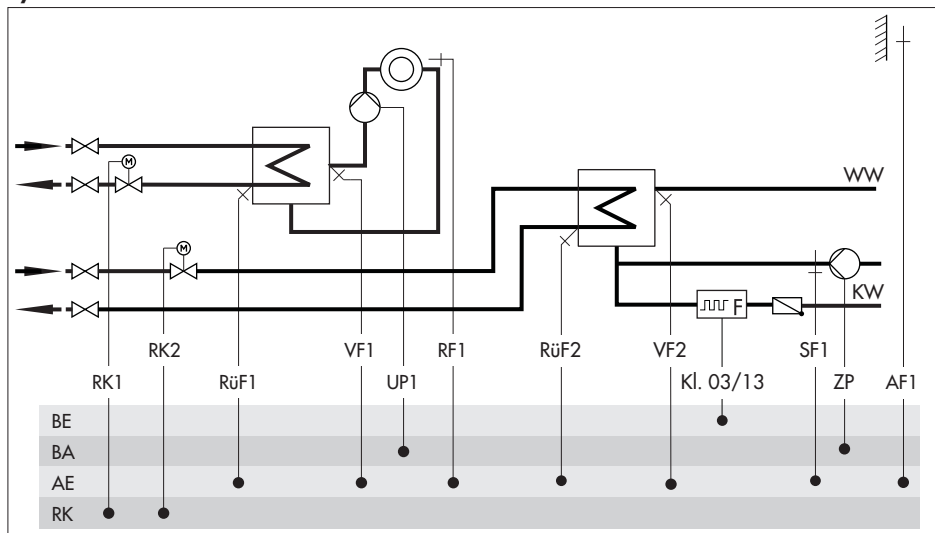 M
WW
M
F
KW
RK2 VF1 RF1 RüF2 VF2 SF1
RK1 RüF1 UP1 Kl. 03/13 ZP AF1
BE
BA
AE
RK